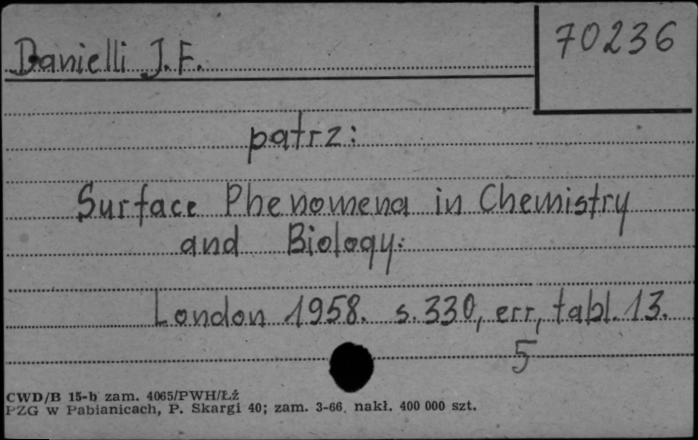 70236
Danielli J.F.
patrz:
Surface Phenomena in Chemistry
and Biology.
London 1958. s.330, err, tabl. 13.
5
CWD/B 15-b zam. 4065/PWH/Łź
PZG w Pabianicach, P. Skargi 40; zam. 3-66. nakł. 400 000 szt.